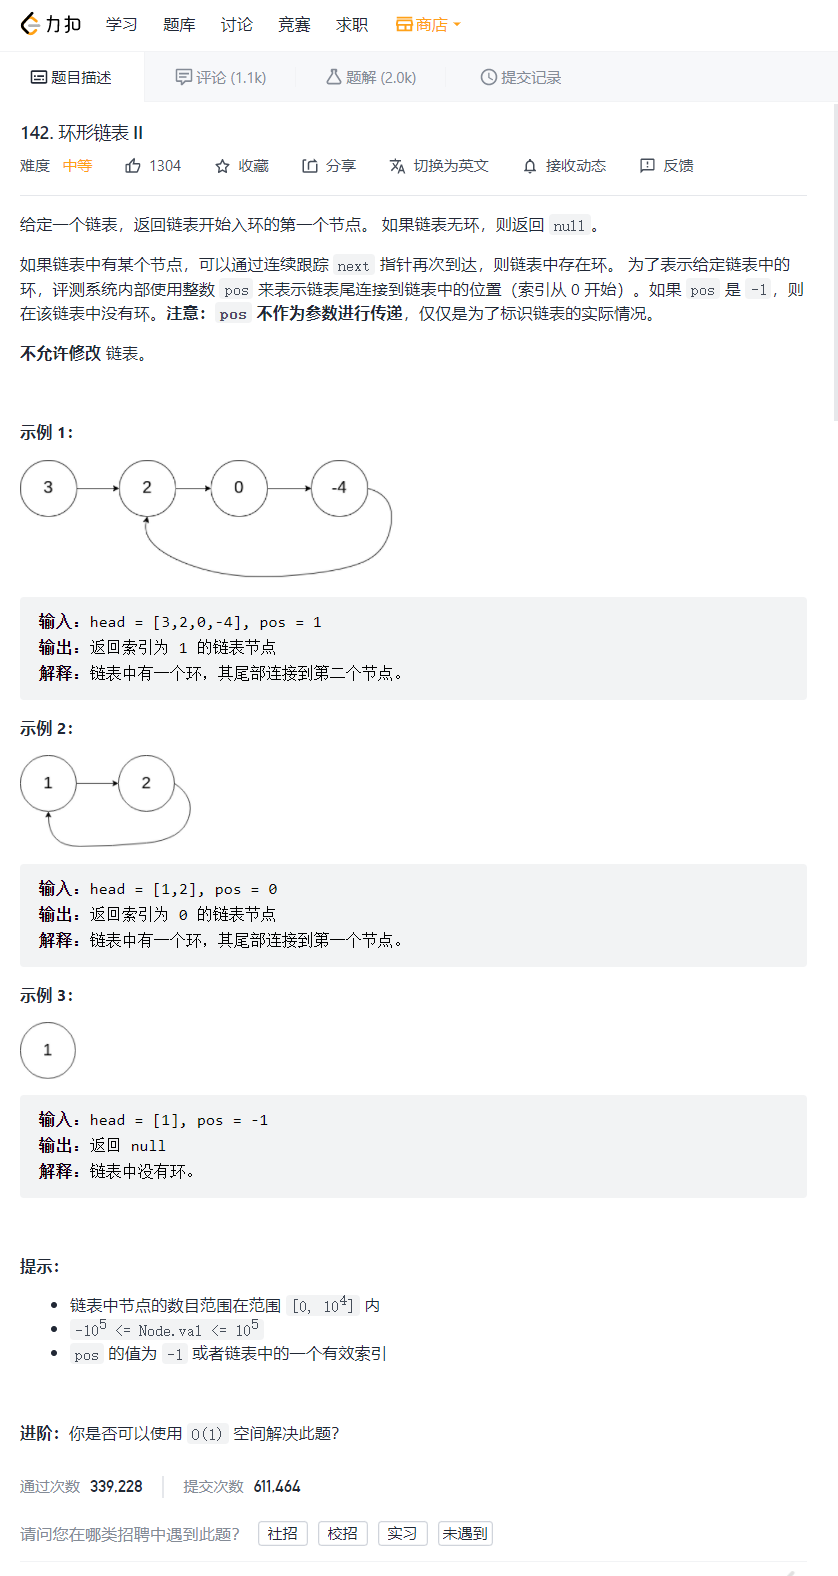 力扣 学习 题库 讨论 竞赛 求职 商店
题目描述 评论 (1.1k) 题解 (2.0k) 提交记录
142. 环形链表 II
难度 中等 1304 收藏 分享 切换为英文 接收动态 反馈
给定一个链表，返回链表开始入环的第一个节点。 如果链表无环，则返回 null。
如果链表中有某个节点，可以通过连续跟踪 next 指针再次到达，则链表中存在环。 为了表示给定链表中的
环，评测系统内部使用整数 pos 来表示链表尾连接到链表中的位置（索引从 0 开始）。如果 pos 是 -1，则
在该链表中没有环。注意：pos 不作为参数进行传递，仅仅是为了标识链表的实际情况。
不允许修改 链表。
示例 1：
3 2 0 -4
输入：head = [3,2,0,-4], pos = 1
输出：返回索引为 1 的链表节点
解释：链表中有一个环，其尾部连接到第二个节点。
示例 2：
1 2
输入：head = [1,2], pos = 0
输出：返回索引为 0 的链表节点
解释：链表中有一个环，其尾部连接到第一个节点。
示例 3：
1
输入：head = [1], pos = -1
输出：返回 null
解释：链表中没有环。
提示：
• 链表中节点的数目范围在范围 [0, 10⁴] 内
• -10⁵ <= Node.val <= 10⁵
• pos 的值为 -1 或者链表中的一个有效索引
进阶：你是否可以使用 O(1) 空间解决此题？
通过次数 339,228 提交次数 611,464
请问您在哪类招聘中遇到此题？ 社招 校招 实习 未遇到